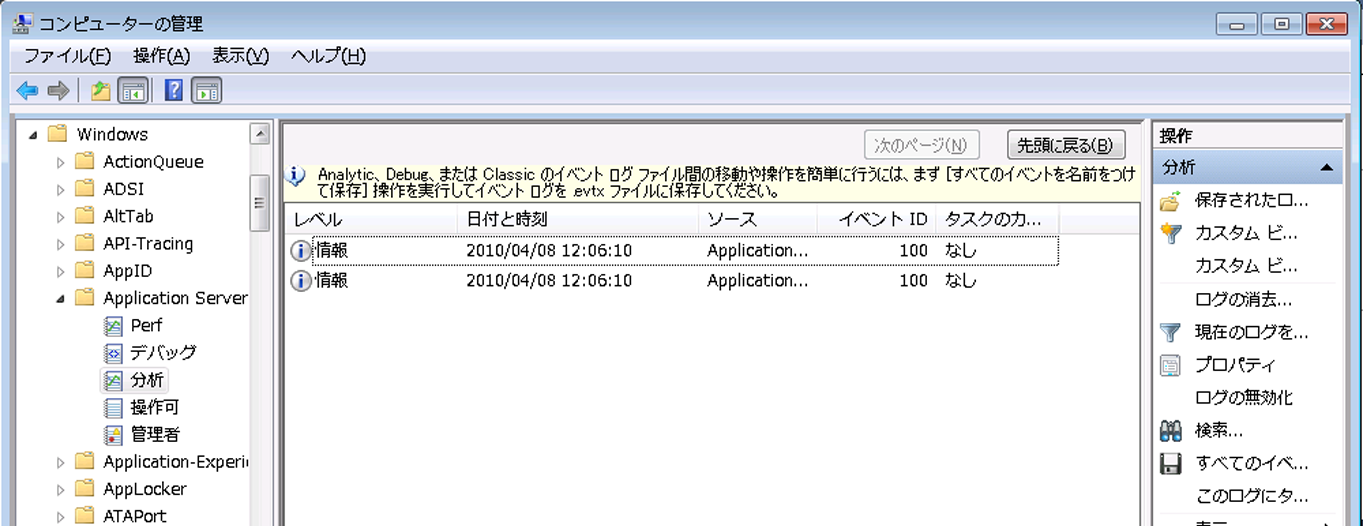 コンピューターの管理
ファイル(F) 操作(A) 表示(V) ヘルプ(H)
Windows
ActionQueue
ADSI
AltTab
API-Tracing
AppID
Application Server
Perf
デバッグ
分析
操作可
管理者
Application-Experi
AppLocker
ATAPort
次のページ(N) 先頭に戻る(B)
Analytic、Debug、または Classic のイベント ログ ファイル間の移動や操作を簡単に行うには、まず [すべてのイベントを名前をつけ
て保存] 操作を実行してイベント ログを .evtx ファイルに保存してください。
レベル 日付と時刻 ソース イベント ID タスクのカ...
情報 2010/04/08 12:06:10 Application... 100 なし
情報 2010/04/08 12:06:10 Application... 100 なし
操作
分析
保存されたロ...
カスタム ビ...
カスタム ビ...
ログの消去...
現在のログを...
プロパティ
ログの無効化
検索...
すべてのイベ...
このログにタ...